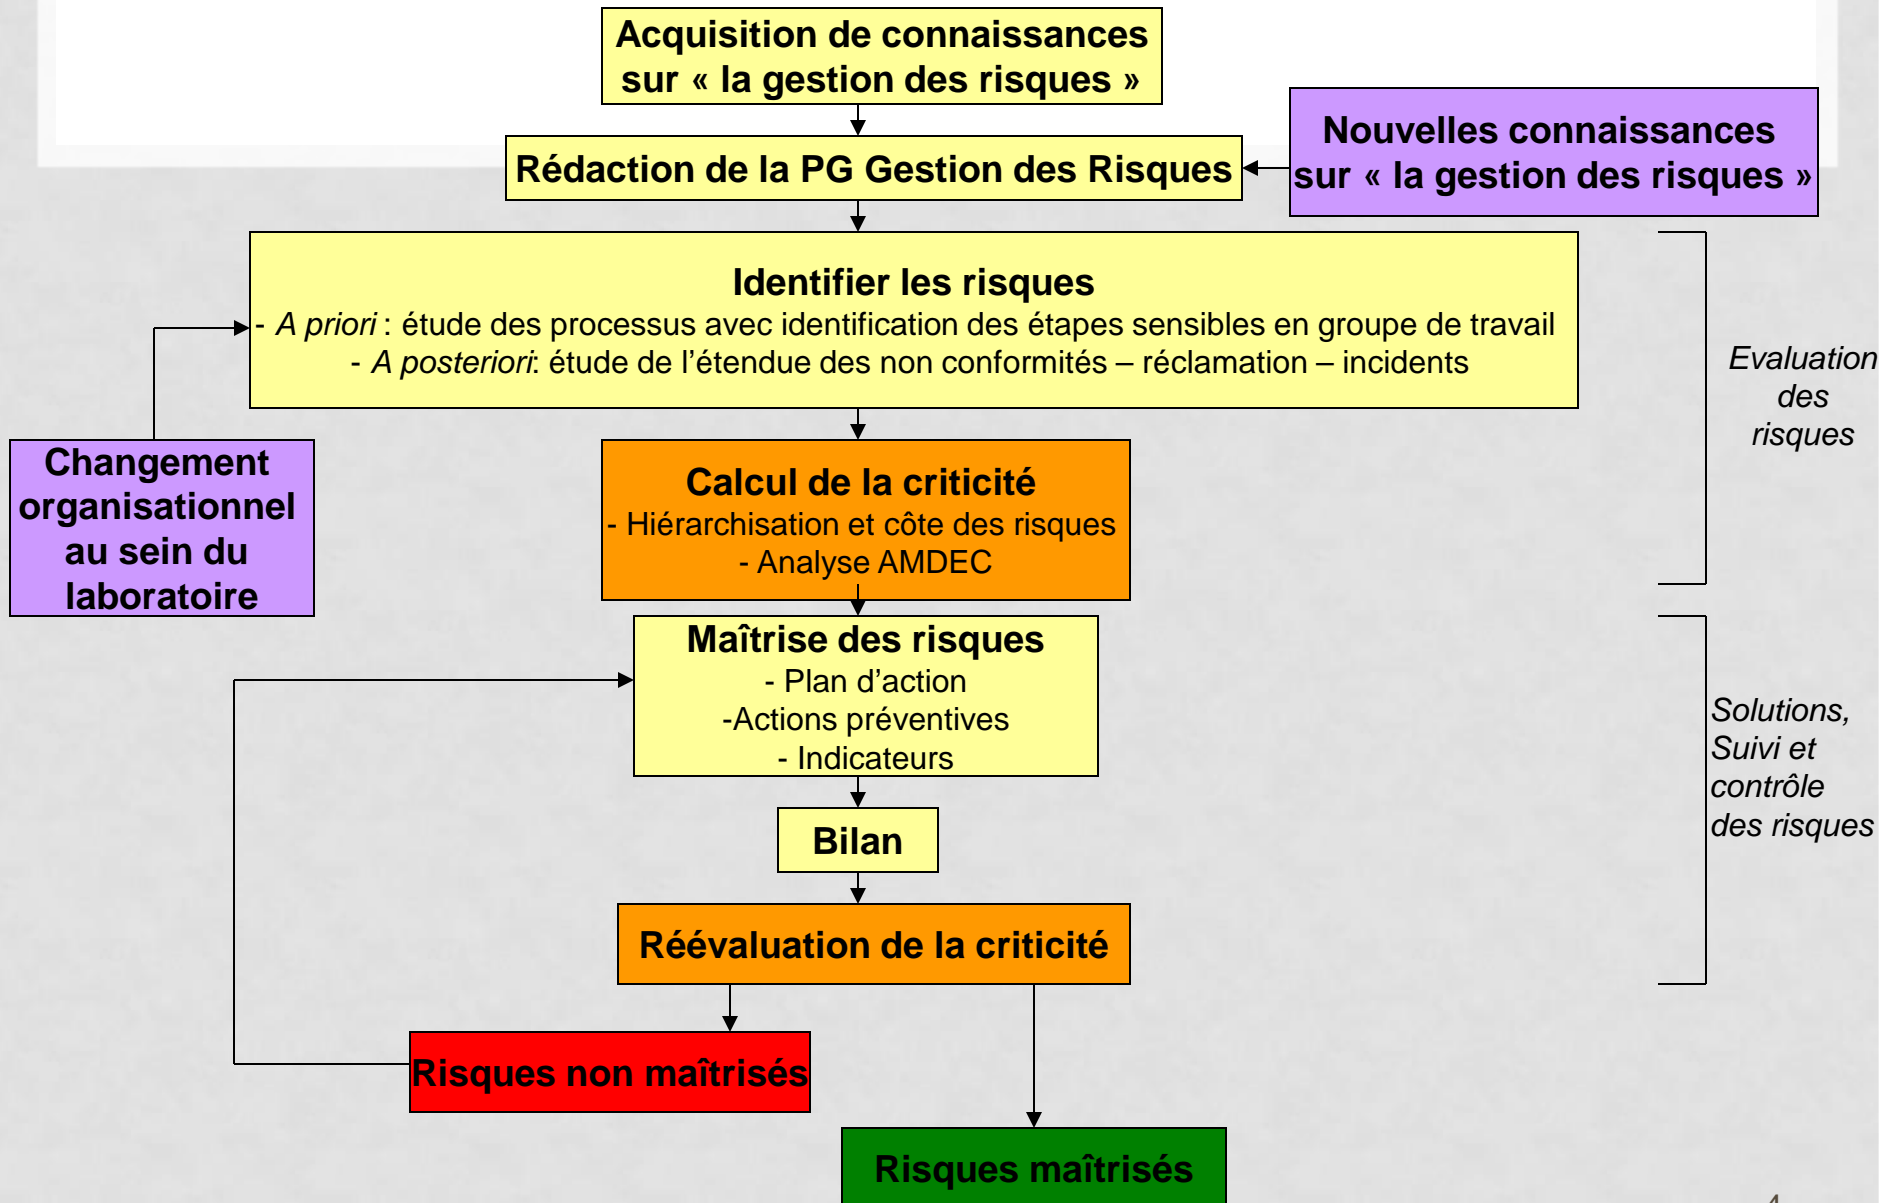 Acquisition de connaissances
sur « la gestion des risques »
Nouvelles connaissances
sur « la gestion des risques »
Rédaction de la PG Gestion des Risques
Identifier les risques
- A priori : étude des processus avec identification des étapes sensibles en groupe de travail
- A posteriori: étude de l’étendue des non conformités – réclamation – incidents
Evaluation
des
risques
Changement
organisationnel
au sein du
laboratoire
Calcul de la criticité
- Hiérarchisation et côte des risques
- Analyse AMDEC
Maîtrise des risques
- Plan d’action
-Actions préventives
- Indicateurs
Solutions,
Suivi et
contrôle
des risques
Bilan
Réévaluation de la criticité
Risques non maîtrisés
Risques maîtrisés
4